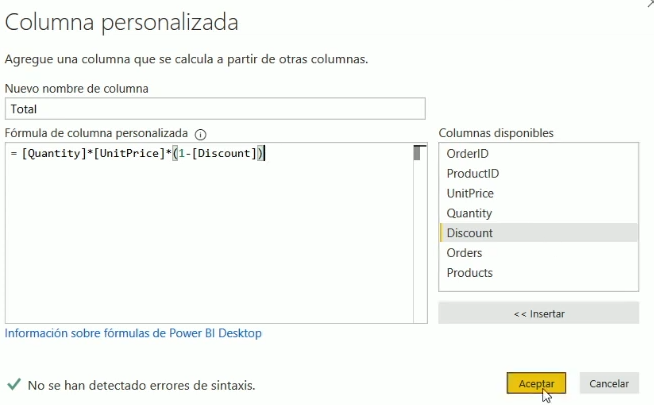 Columna personalizada
Agregue una columna que se calcula a partir de otras columnas.
Nuevo nombre de columna
Total
Fórmula de columna personalizada
= [Quantity]*[UnitPrice]*(1-[Discount])
Columnas disponibles
OrderID
ProductID
UnitPrice
Quantity
Discount
Orders
Products
<< Insertar
Información sobre fórmulas de Power BI Desktop
No se han detectado errores de sintaxis.
Aceptar
Cancelar